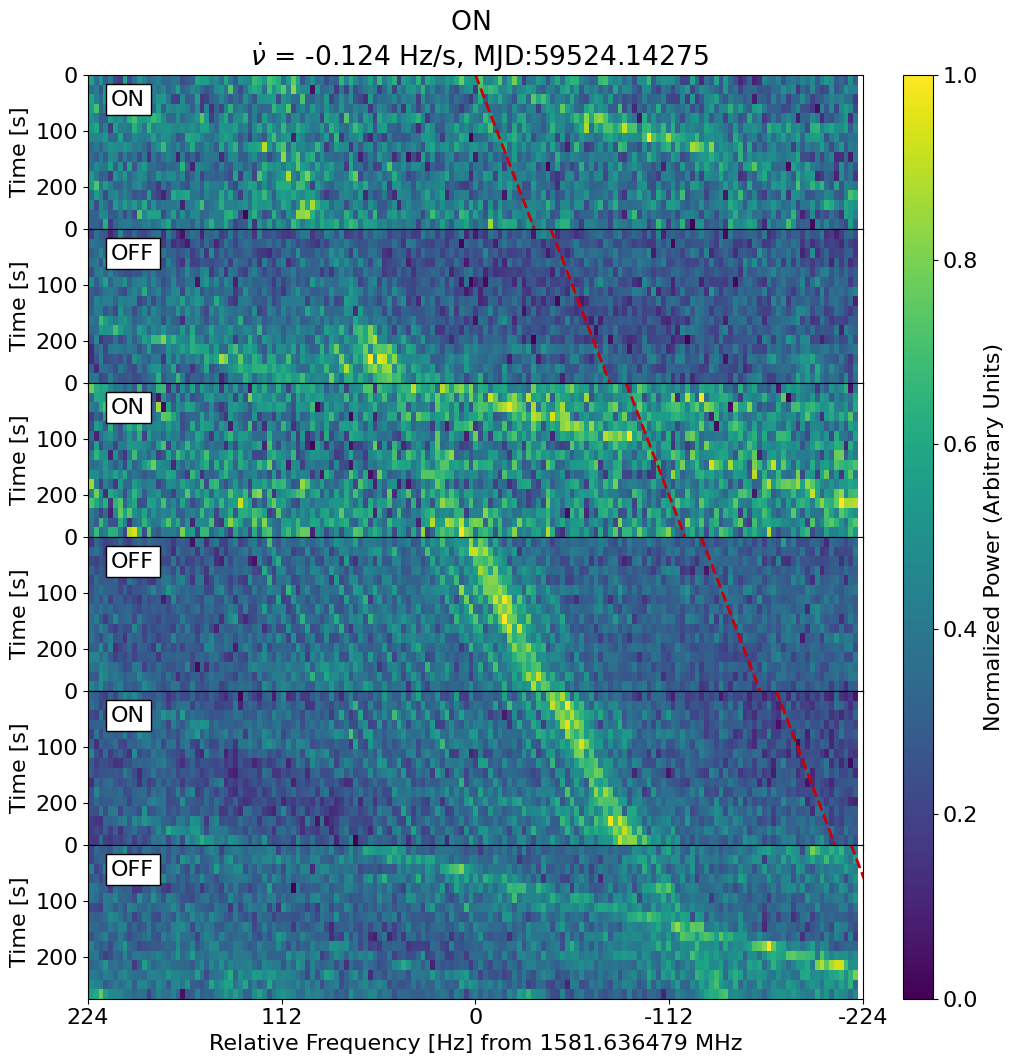 ON
ν̇ = -0.124 Hz/s, MJD:59524.14275
0
ON
Time [s]
100
200
0
OFF
Time [s]
100
200
0
ON
Time [s]
100
200
0
OFF
Time [s]
100
200
0
ON
Time [s]
100
200
0
OFF
Time [s]
100
200
224 112 0 -112 -224
Relative Frequency [Hz] from 1581.636479 MHz
1.0
0.8
0.6
0.4
0.2
0.0
Normalized Power (Arbitrary Units)